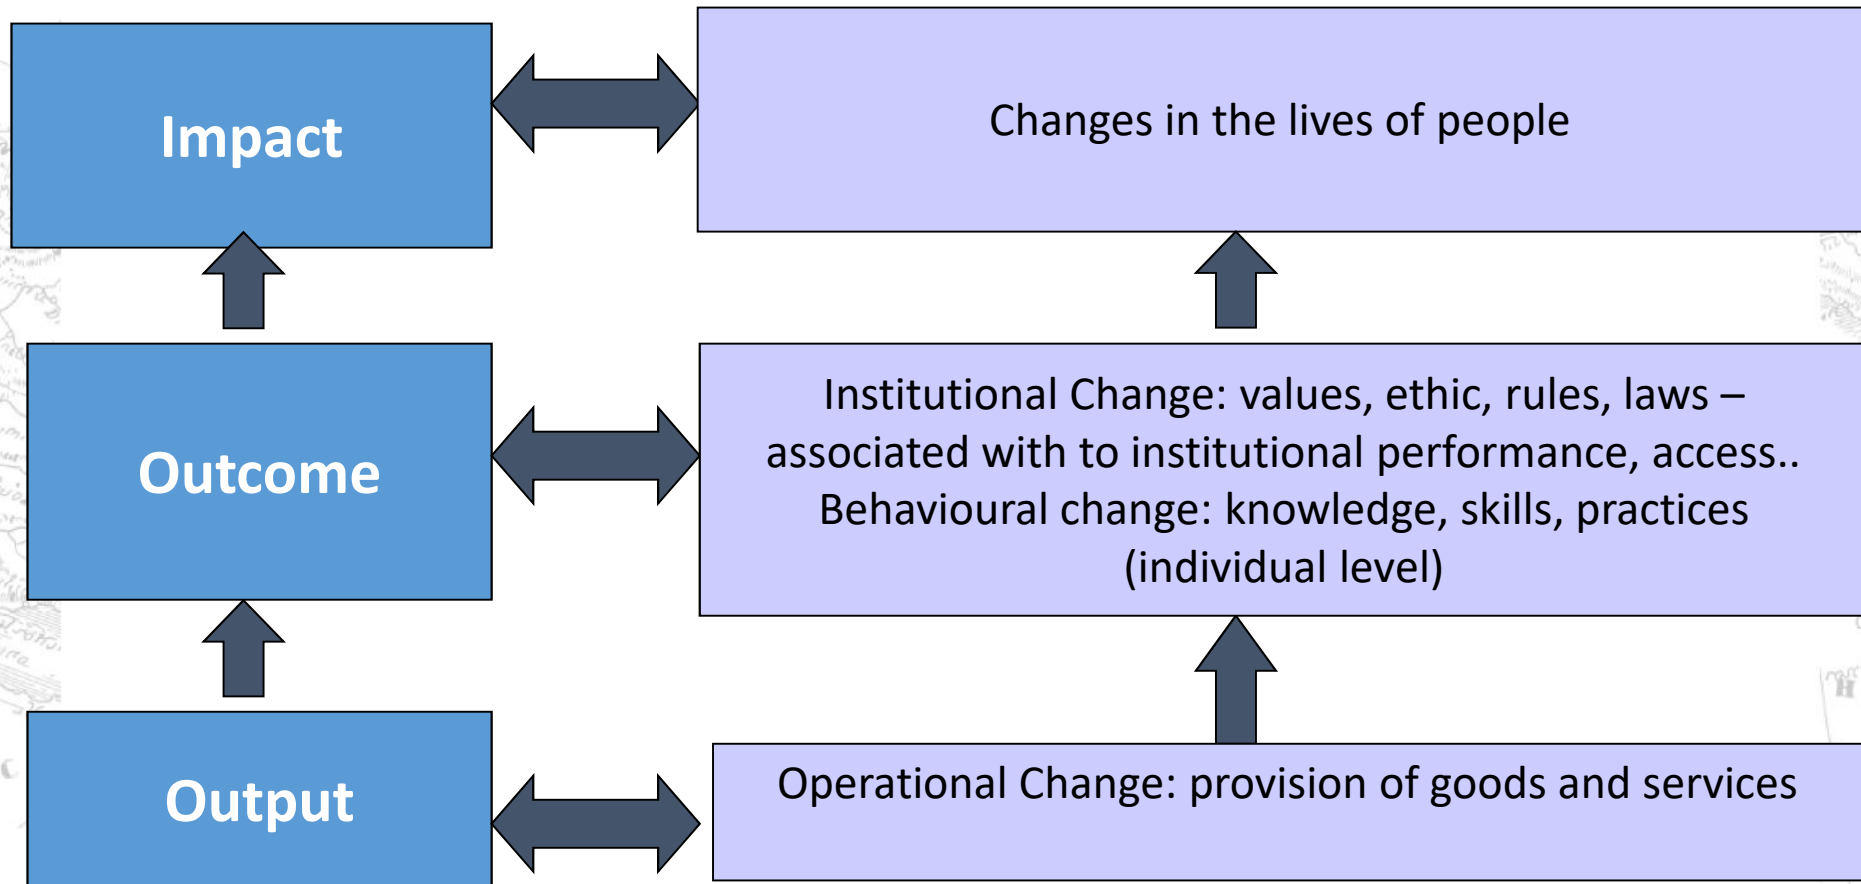 Impact
Changes in the lives of people
Outcome
Institutional Change: values, ethic, rules, laws –
associated with to institutional performance, access..
Behavioural change: knowledge, skills, practices
(individual level)
Output
Operational Change: provision of goods and services